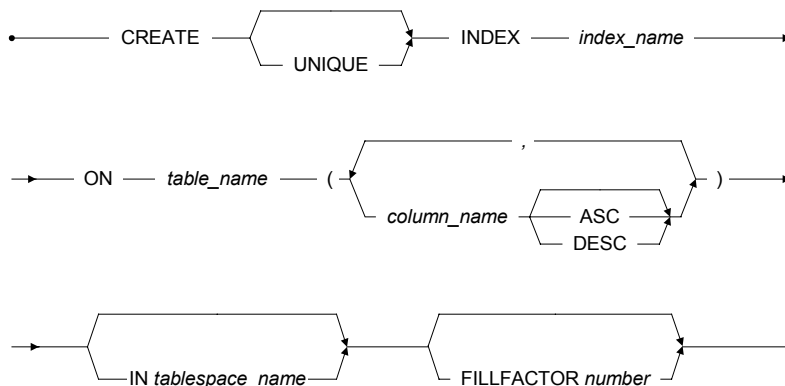 CREATE INDEX index_name
UNIQUE
,
ON table_name ( )
column_name ASC
DESC
IN tablespace_name FILLFACTOR number